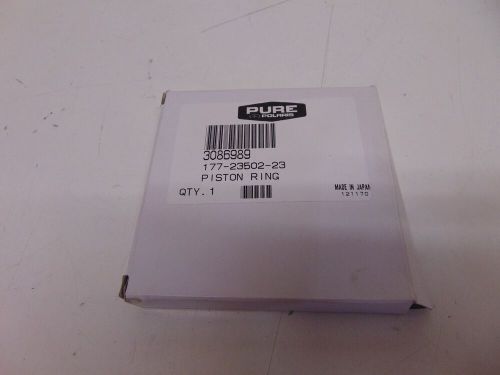 PURE
POLARIS
3086989
177-23502-23
PISTON RING
QTY. 1
MADE IN JAPAN
121170